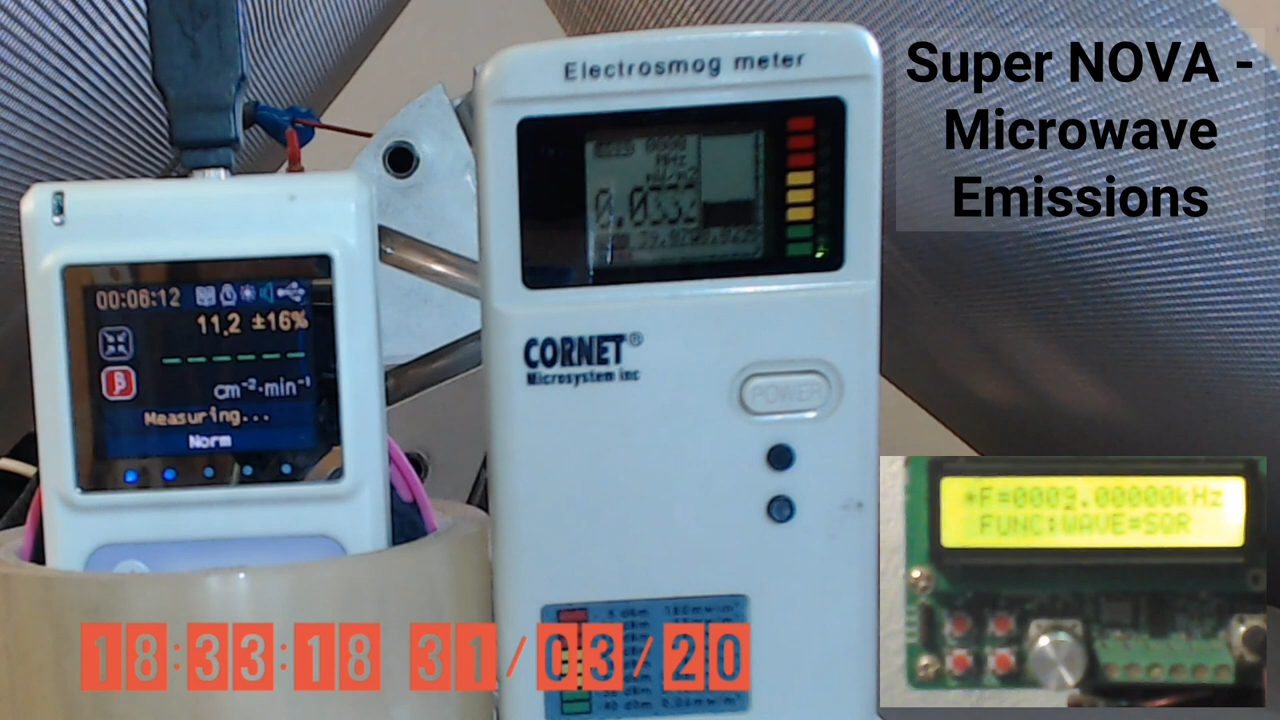 Super NOVA -
Microwave
Emissions
Electrosmog meter
CORNET®
Microsystem inc
POWER
00:06:12
11,2 ±16%
cm⁻²·min⁻¹
β
Measuring...
Norm
*F=0009.00000kHz
FUNC:WAVE=SQR
18:33:18 31/03/20